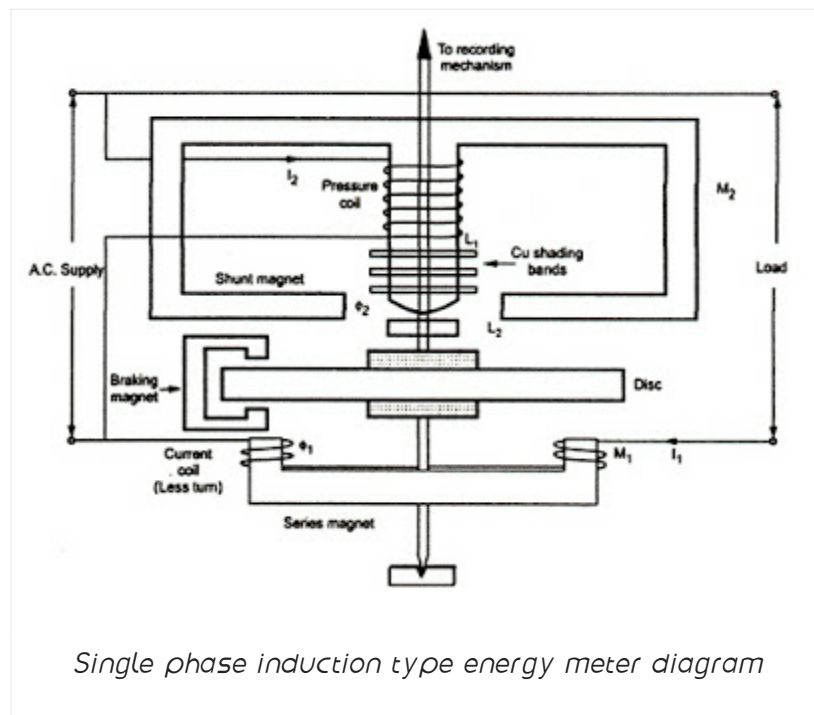 To recording
mechanism
I2
Pressure
coil
M2
L1
Cu shading
bands
A.C. Supply
Load
Shunt magnet
ϕ2
L2
Braking
magnet
Disc
Current
coil
(Less turn)
ϕ1
M1
I1
Series magnet
Single phase induction type energy meter diagram